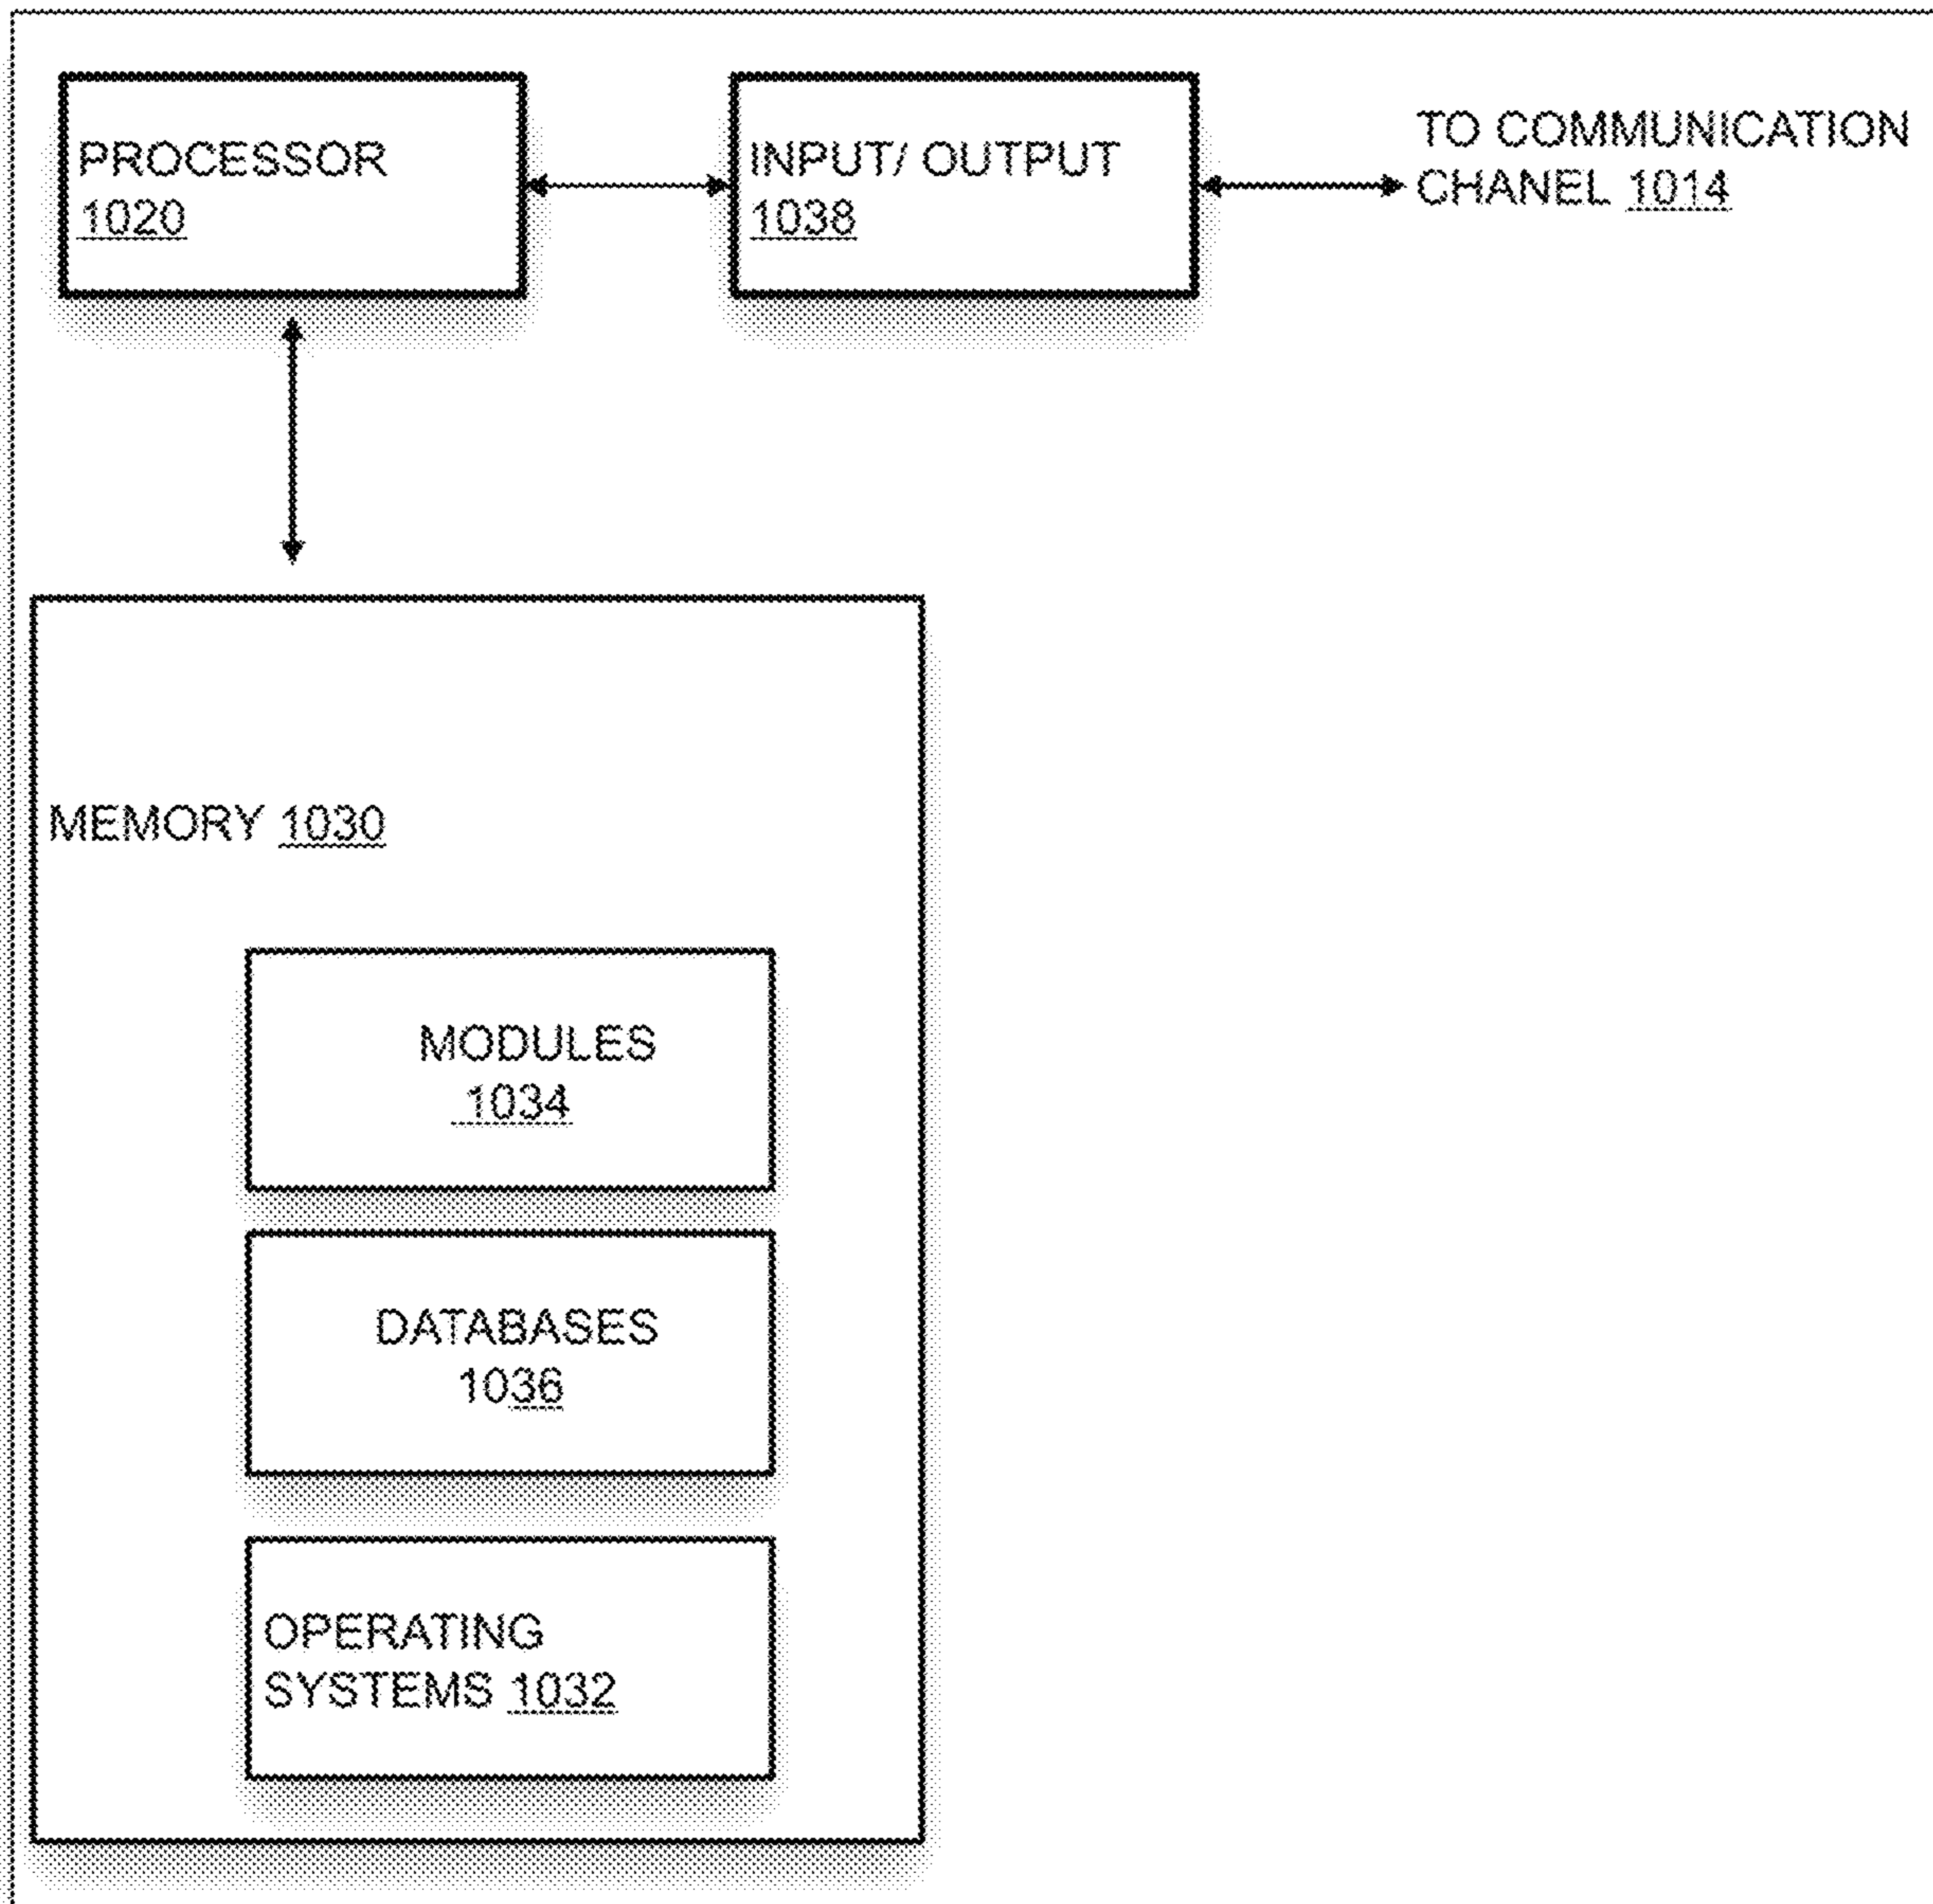 PROCESSOR
1020
INPUT/ OUTPUT
1038
TO COMMUNICATION
CHANEL 1014
MEMORY 1030
MODULES
1034
DATABASES
1036
OPERATING
SYSTEMS 1032